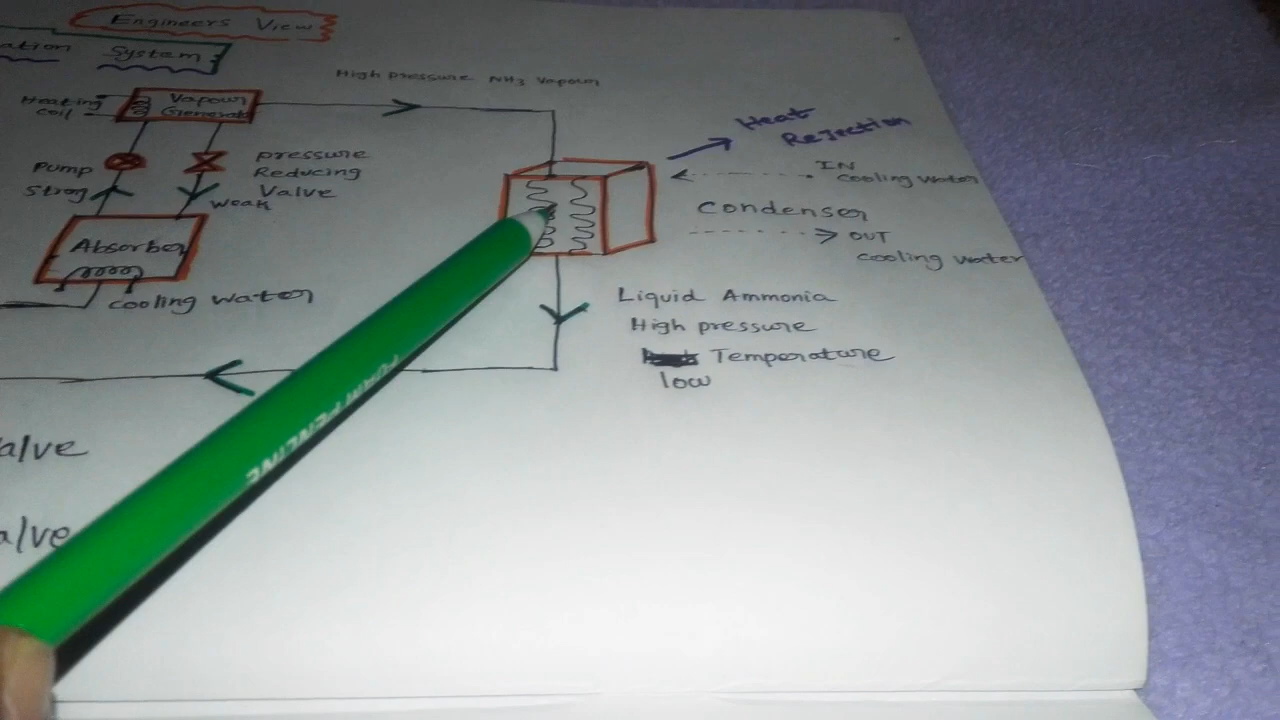 Engineers View
ation System
High pressure NH3 Vapour
Heating
coil
Vapour
Generator
Heat
Rejection
Pump
Strog
pressure
Reducing
Valve
weak
IN
cooling water
Condenser
OUT
cooling water
Absorber
cooling water
Liquid Ammonia
High pressure
Temperature
low
alve
alve